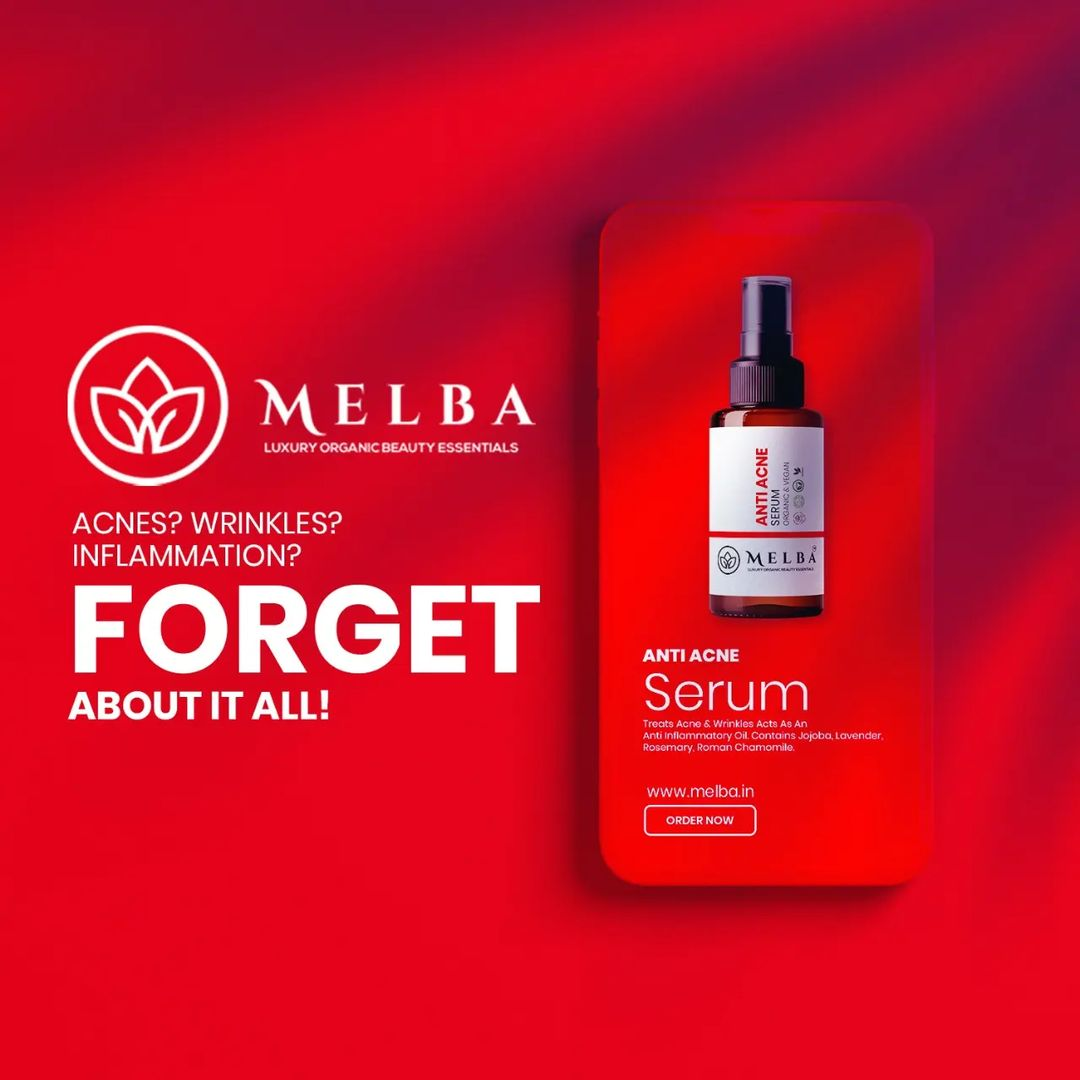 MELBA
LUXURY ORGANIC BEAUTY ESSENTIALS
ACNES? WRINKLES?
INFLAMMATION?
FORGET
ABOUT IT ALL!
ANTI ACNE
SERUM
ORGANIC & VEGAN
MELBA
LUXURY ORGANIC BEAUTY ESSENTIALS
ANTI ACNE
Serum
Treats Acne & Wrinkles Acts As An
Anti Inflammatory Oil. Contains Jojoba, Lavender,
Rosemary, Roman Chamomile.
www.melba.in
ORDER NOW